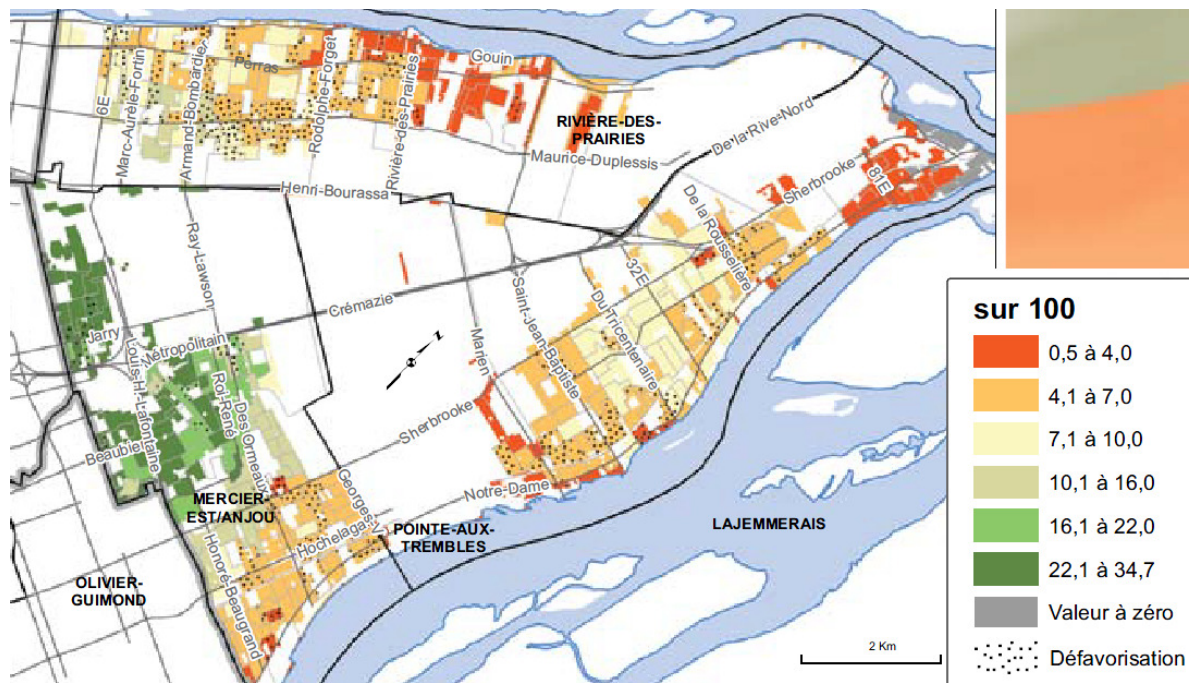 6E
Marc-Aurèle-Fortin
Armand-Bombardier
Perras
Rodolphe-Forget
Rivière-des-Prairies
Gouin
RIVIÈRE-DES-
PRAIRIES
Maurice-Duplessis
De-la-Rive-Nord
Henri-Bourassa
Sherbrooke
81E
De la Rousselière
32E
Ray-Lawson
Crémazie
Jarry
Métropolitain
Louis-H.-Lafontaine
Roi-René
Des Ormeaux
Beaubien
Marien
Saint-Jean-Baptiste
Du Tricentenaire
Z
Sherbrooke
Notre-Dame
Georges-V
MERCIER-
EST/ANJOU
Hochelaga
Honoré-Beaugrand
POINTE-AUX-
TREMBLES
LAJEMMERAIS
OLIVIER-
GUIMOND
2 Km
sur 100
0,5 à 4,0
4,1 à 7,0
7,1 à 10,0
10,1 à 16,0
16,1 à 22,0
22,1 à 34,7
Valeur à zéro
Défavorisation